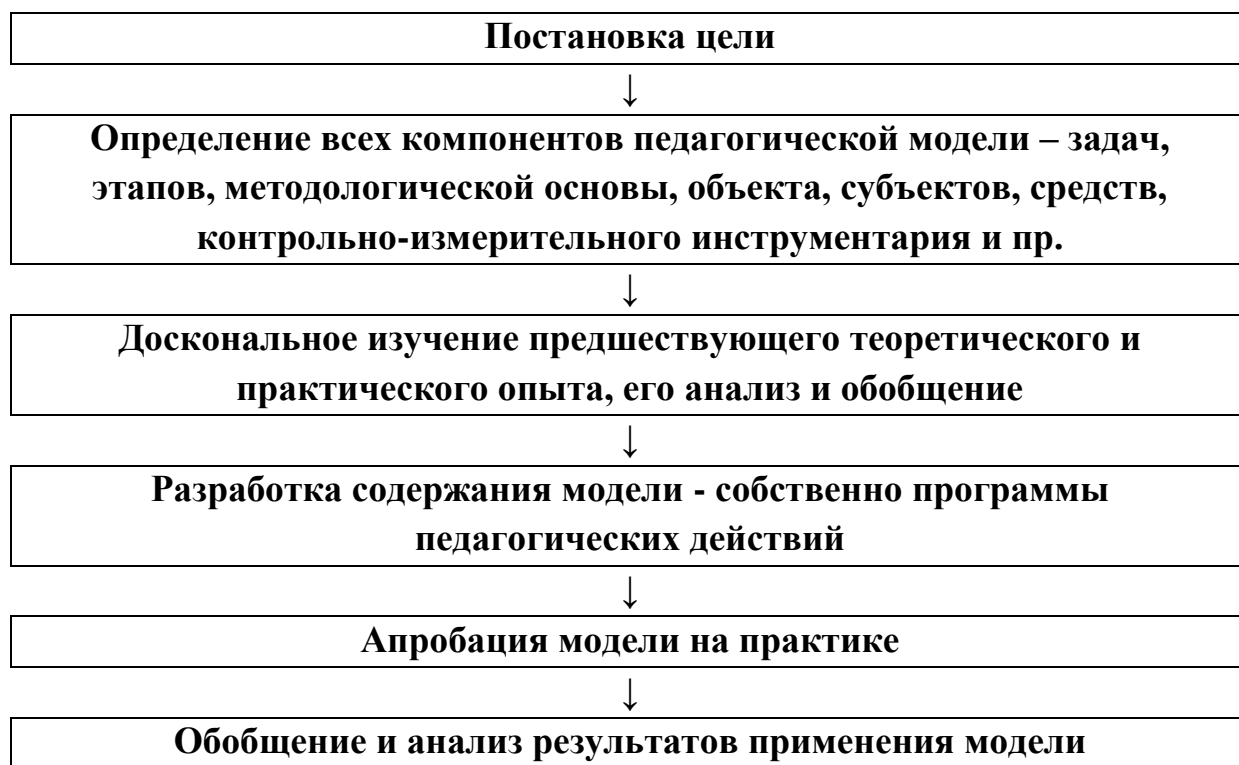 Постановка цели
↓
Определение всех компонентов педагогической модели – задач,
этапов, методологической основы, объекта, субъектов, средств,
контрольно-измерительного инструментария и пр.
↓
Доскональное изучение предшествующего теоретического и
практического опыта, его анализ и обобщение
↓
Разработка содержания модели - собственно программы
педагогических действий
↓
Апробация модели на практике
↓
Обобщение и анализ результатов применения модели